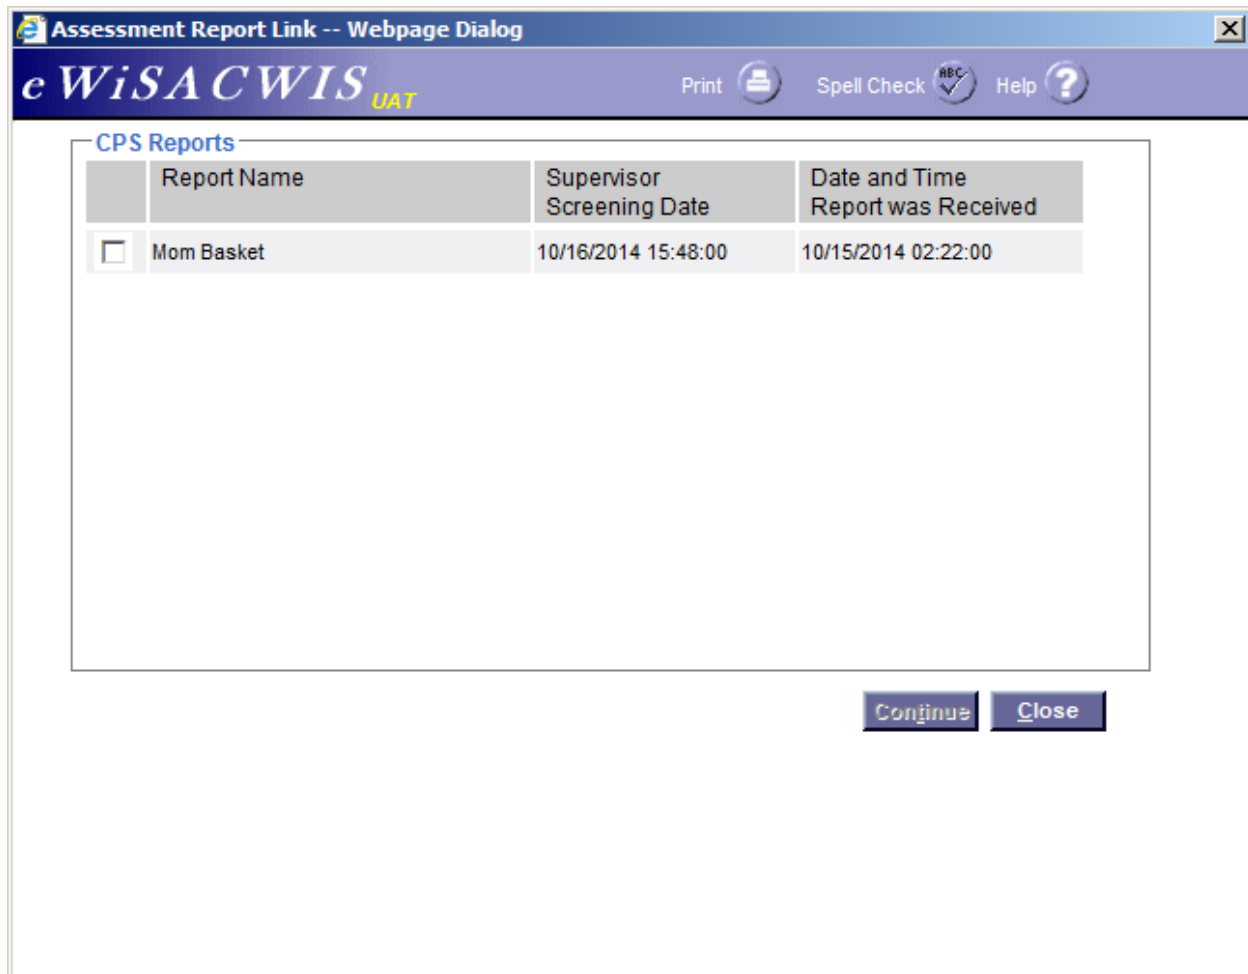 Assessment Report Link -- Webpage Dialog
e WiSACWIS UAT Print Spell Check ABC Help ?
CPS Reports
Report Name Supervisor Screening Date Date and Time Report was Received
Mom Basket 10/16/2014 15:48:00 10/15/2014 02:22:00
Continue Close